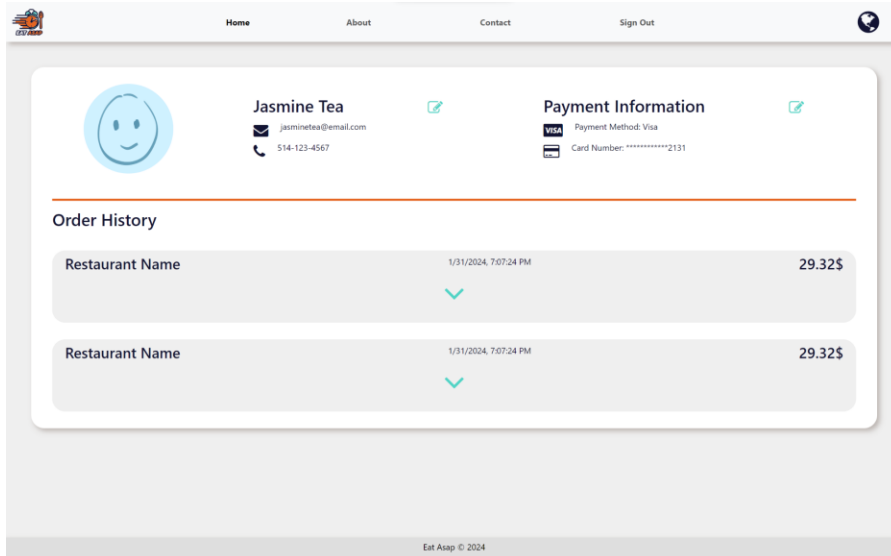 EAT ASAP
Home About Contact Sign Out
Jasmine Tea
jasminetea@email.com
514-123-4567
Payment Information
VISA Payment Method: Visa
Card Number: ************2131
Order History
Restaurant Name 1/31/2024, 7:07:24 PM 29.32$
Restaurant Name 1/31/2024, 7:07:24 PM 29.32$
Eat Asap © 2024